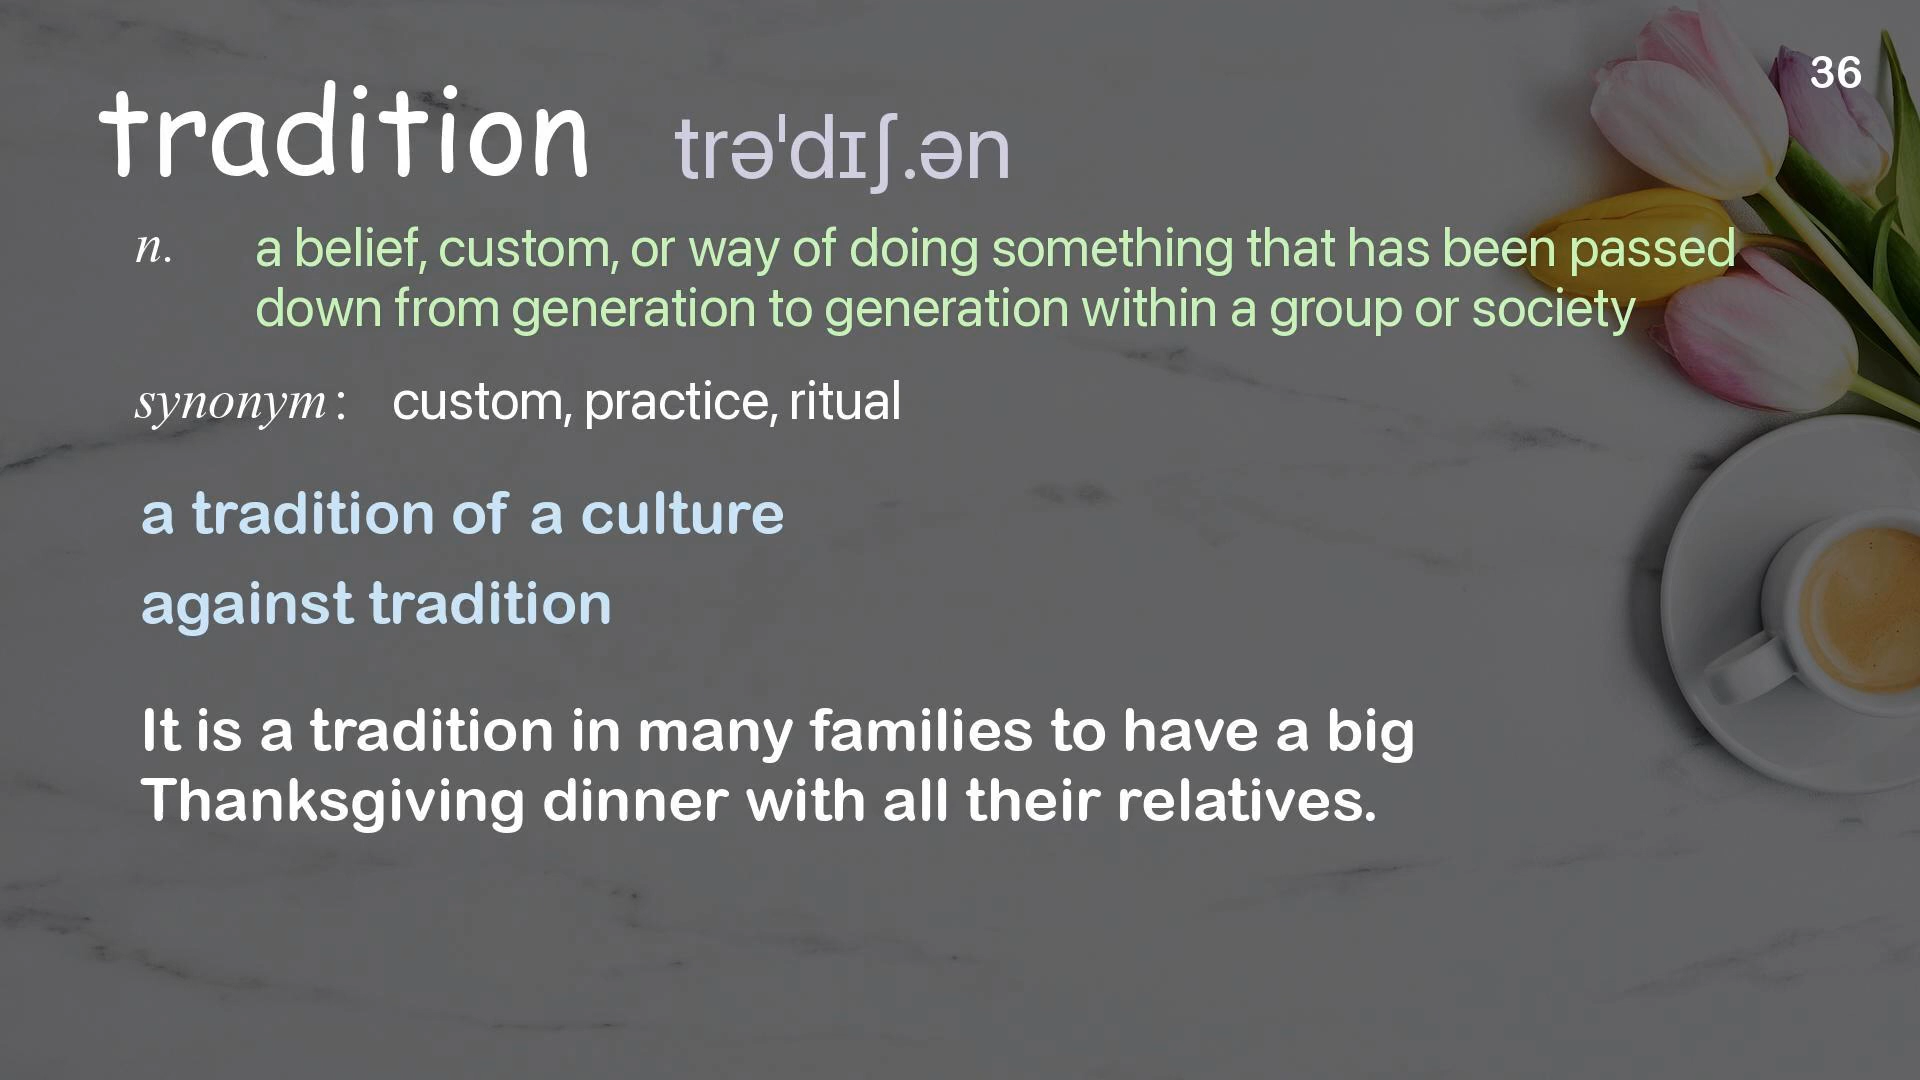 36
tradition trə'dɪʃ.ən
n. a belief, custom, or way of doing something that has been passed
down from generation to generation within a group or society
synonym: custom, practice, ritual
a tradition of a culture
against tradition
It is a tradition in many families to have a big
Thanksgiving dinner with all their relatives.